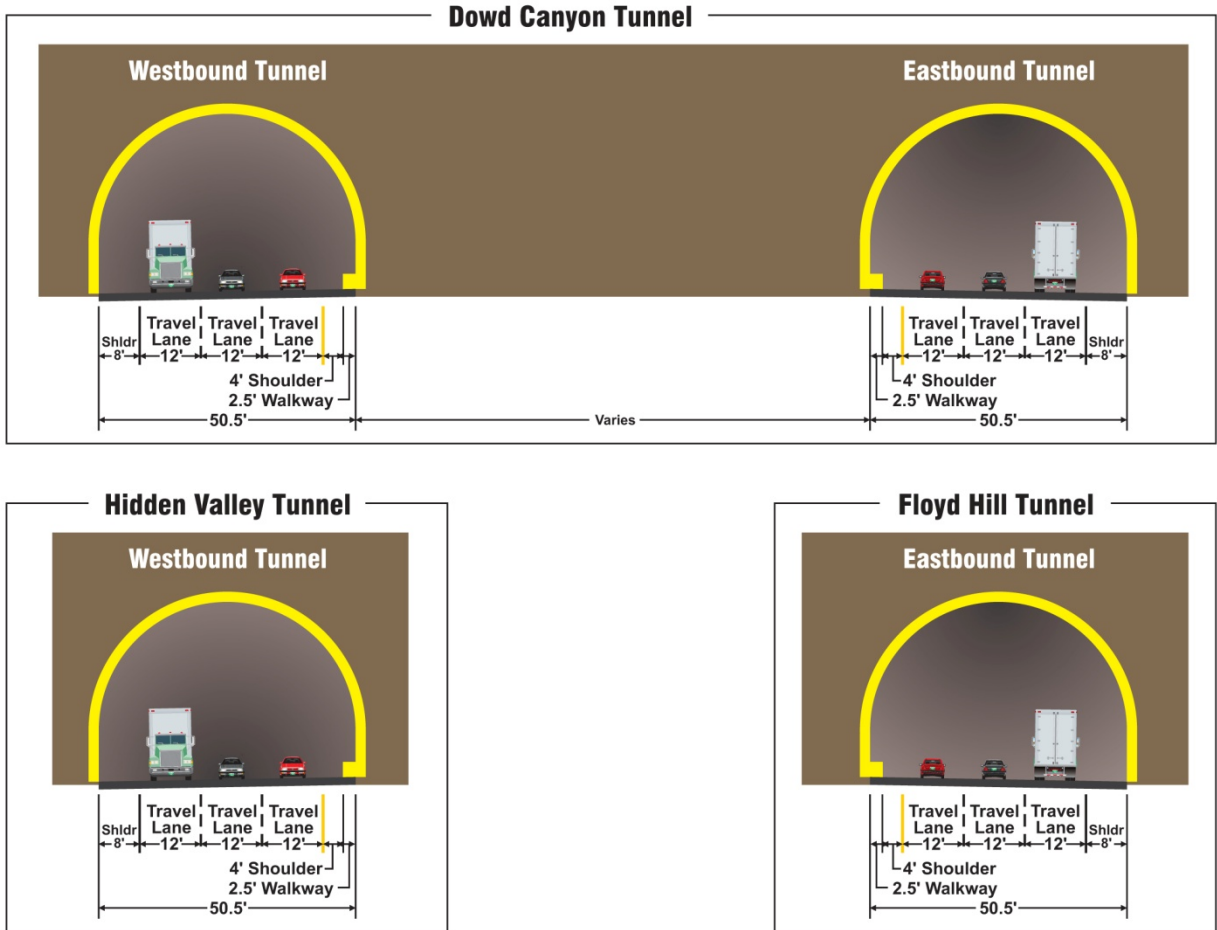 Dowd Canyon Tunnel
Westbound Tunnel
Eastbound Tunnel
Shldr
8'
Travel
Lane
12'
Travel
Lane
12'
Travel
Lane
12'
4' Shoulder
2.5' Walkway
50.5'
Varies
Travel
Lane
12'
Travel
Lane
12'
Travel
Lane
12'
Shldr
8'
4' Shoulder
2.5' Walkway
50.5'
Hidden Valley Tunnel
Westbound Tunnel
Shldr
8'
Travel
Lane
12'
Travel
Lane
12'
Travel
Lane
12'
4' Shoulder
2.5' Walkway
50.5'
Floyd Hill Tunnel
Eastbound Tunnel
Travel
Lane
12'
Travel
Lane
12'
Travel
Lane
12'
Shldr
8'
4' Shoulder
2.5' Walkway
50.5'